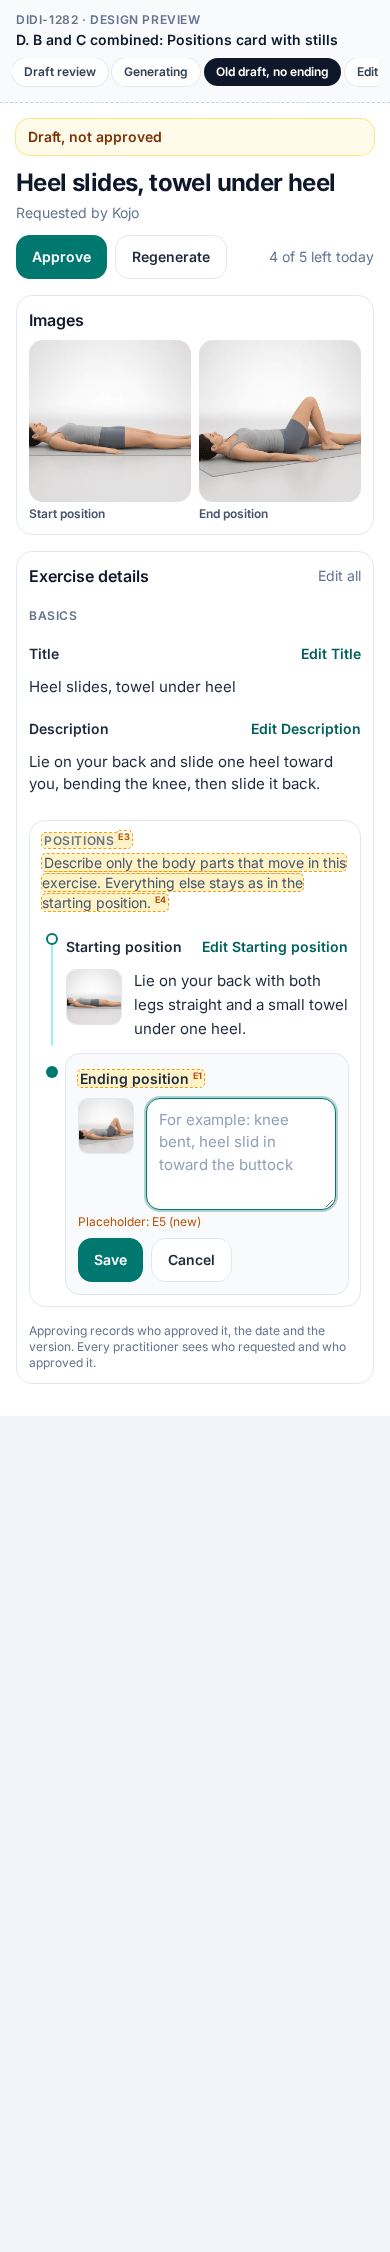 DIDI-1282 · DESIGN PREVIEW
D. B and C combined: Positions card with stills
Draft review
Generating
Old draft, no ending
Edit
Draft, not approved
Heel slides, towel under heel
Requested by Kojo
Approve
Regenerate
4 of 5 left today
Images
Start position
End position
Exercise details
Edit all
BASICS
Title
Edit Title
Heel slides, towel under heel
Description
Edit Description
Lie on your back and slide one heel toward
you, bending the knee, then slide it back.
POSITIONS E3
Describe only the body parts that move in this
exercise. Everything else stays as in the
starting position. E4
Starting position
Edit Starting position
Lie on your back with both
legs straight and a small towel
under one heel.
Ending position E1
For example: knee
bent, heel slid in
toward the buttock
Placeholder: E5 (new)
Save
Cancel
Approving records who approved it, the date and the
version. Every practitioner sees who requested and who
approved it.